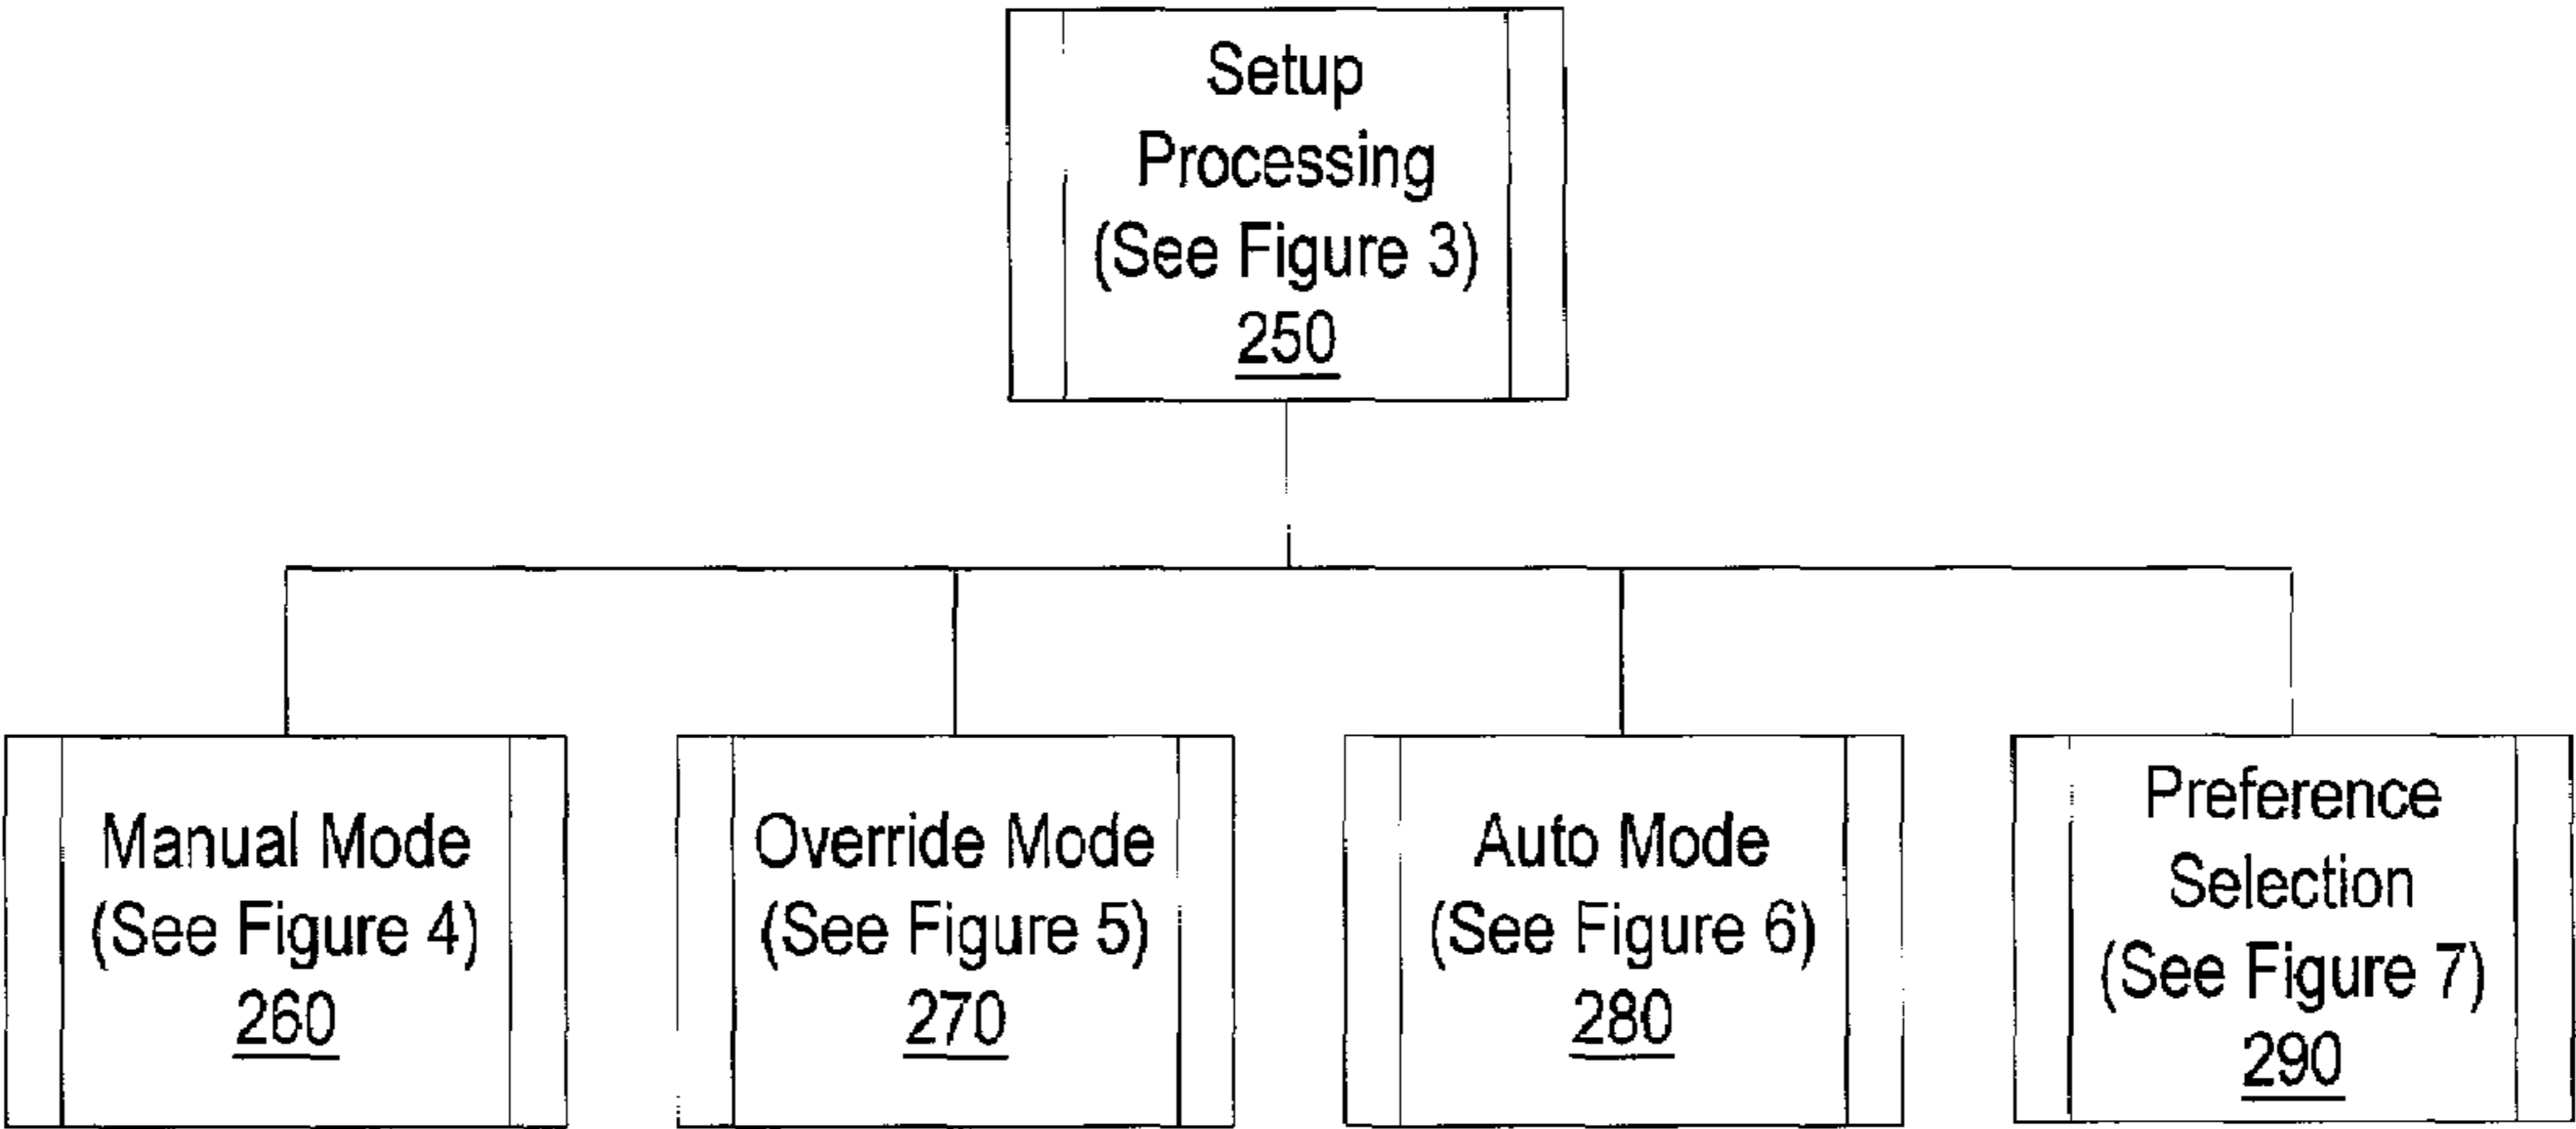 Setup
Processing
(See Figure 3)
250
Manual Mode
(See Figure 4)
260
Override Mode
(See Figure 5)
270
Auto Mode
(See Figure 6)
280
Preference
Selection
(See Figure 7)
290